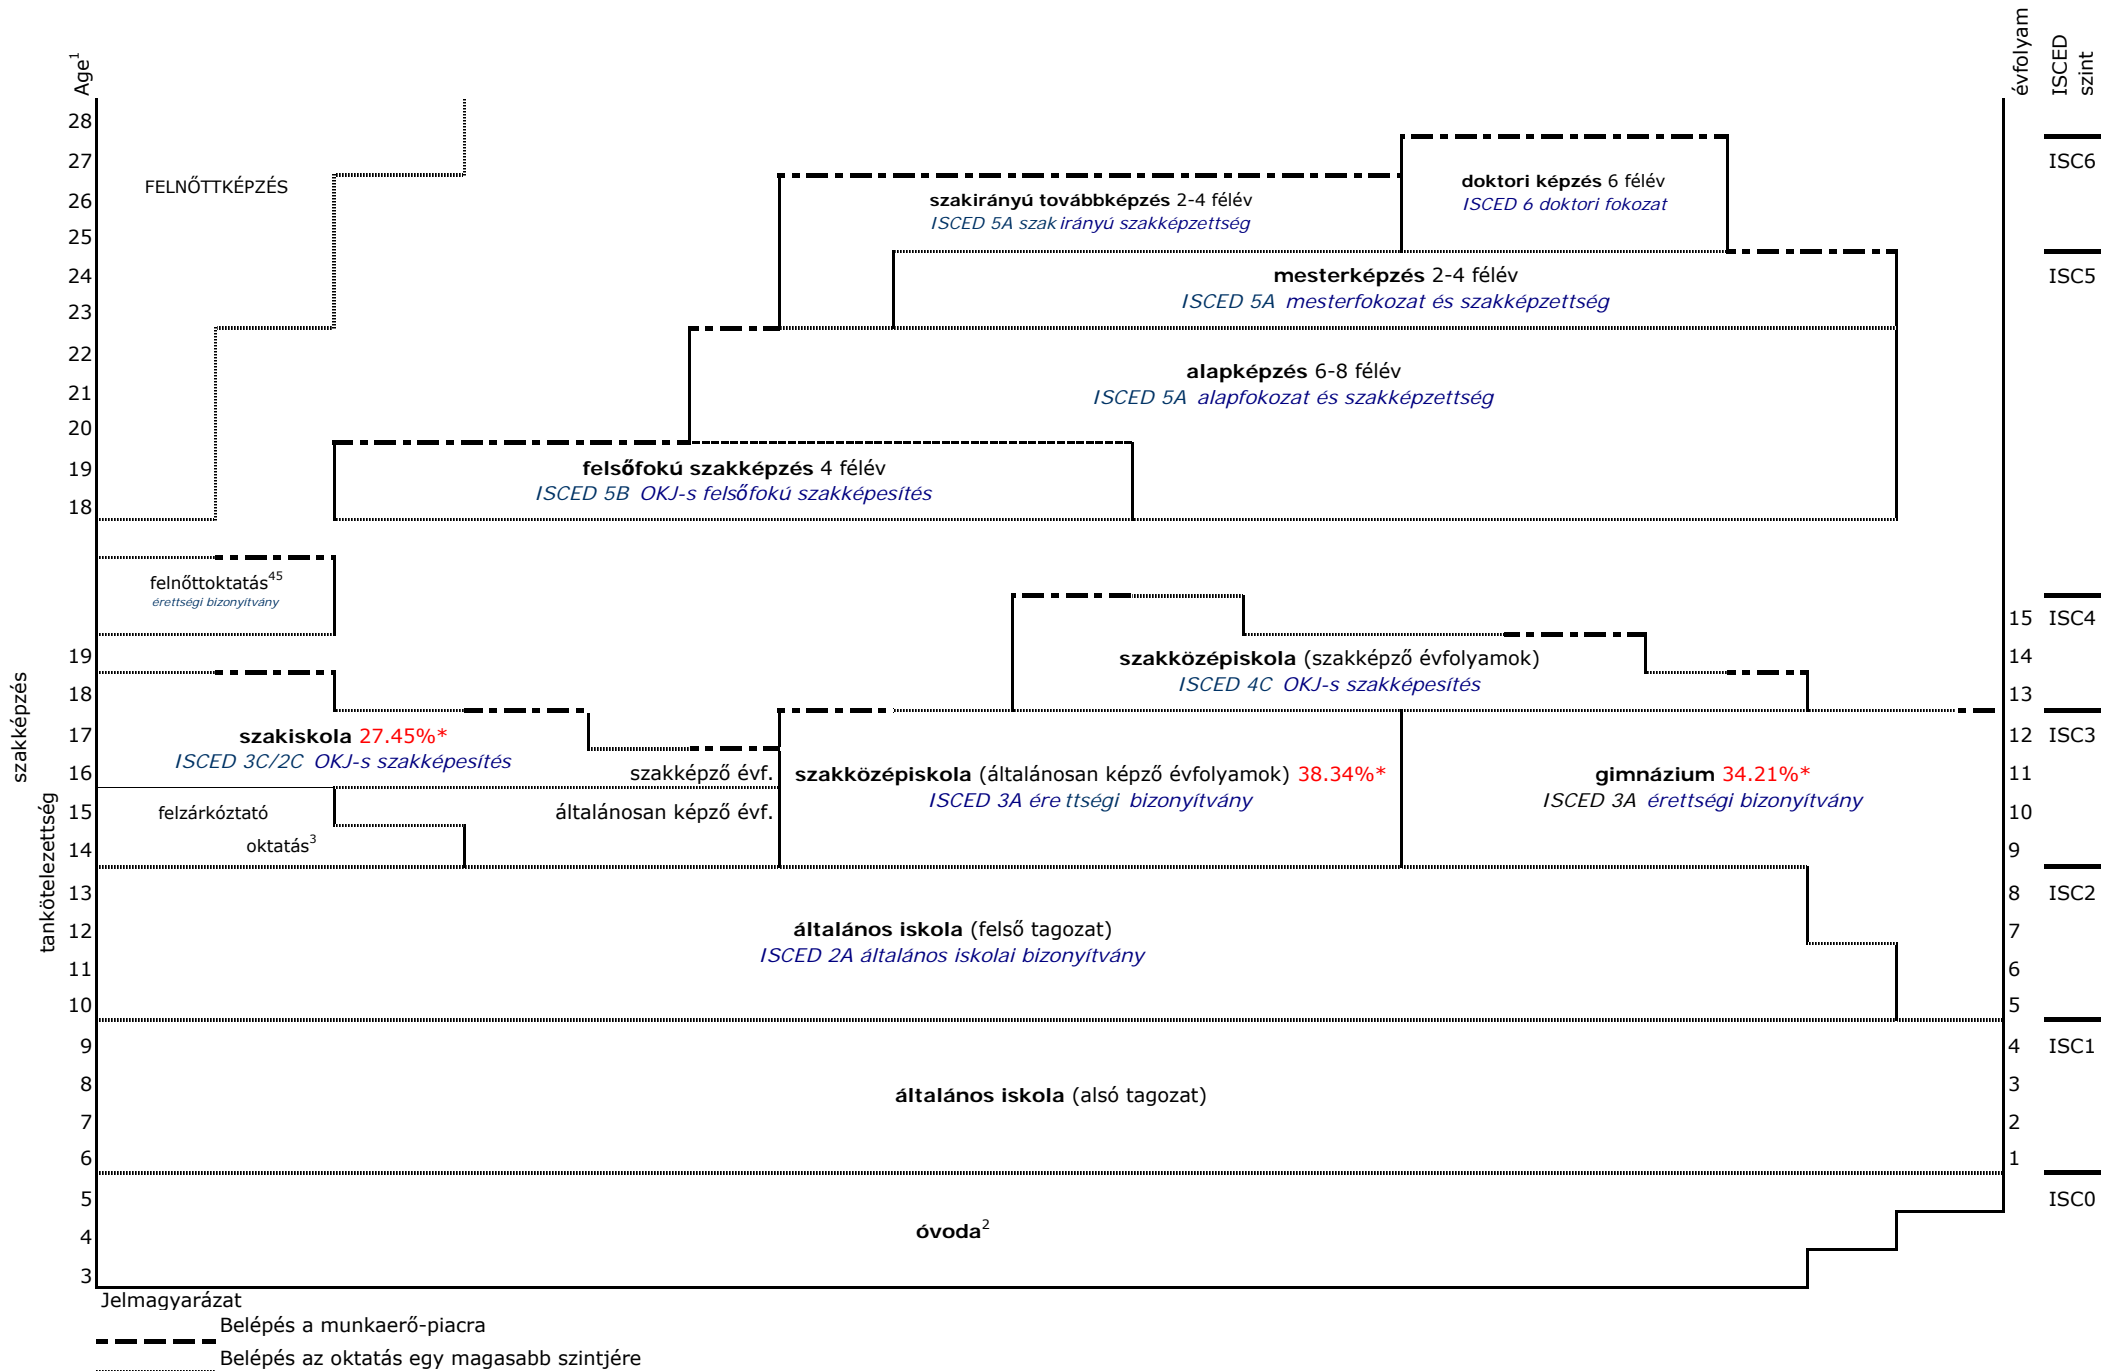 Age¹
évfolyam
ISCED
szint
28
27
ISC6
FELNŐTTKÉPZÉS
doktori képzés 6 félév
ISCED 6 doktori fokozat
26
szakirányú továbbképzés 2-4 félév
ISCED 5A szakirányú szakképzettség
25
24
mesterképzés 2-4 félév
ISC5
ISCED 5A mesterfokozat és szakképzettség
23
22
alapképzés 6-8 félév
21
ISCED 5A alapfokozat és szakképzettség
20
19
felsőfokú szakképzés 4 félév
ISCED 5B OKJ-s felsőfokú szakképesítés
18
felnőttoktatás⁴⁵
érettségi bizonyítvány
15 ISC4
19
szakközépiskola (szakképző évfolyamok)
14
ISCED 4C OKJ-s szakképesítés
18
13
szakképzés
17
szakiskola 27.45%*
12 ISC3
ISCED 3C/2C OKJ-s szakképesítés
16
szakképző évf.
szakközépiskola (általánosan képző évfolyamok) 38.34%*
ISCED 3A ére ttségi bizonyítvány
gimnázium 34.21%*
ISCED 3A érettségi bizonyítvány
11
tankötelezettség
15
felzárkóztató
általánosan képző évf.
10
14
oktatás³
9
13
8 ISC2
12
általános iskola (felső tagozat)
7
ISCED 2A általános iskolai bizonyítvány
11
6
10
5
9
4 ISC1
8
általános iskola (alsó tagozat)
3
7
2
6
1
5
ISC0
4
óvoda²
3
Jelmagyarázat
Belépés a munkaerő-piacra
Belépés az oktatás egy magasabb szintjére